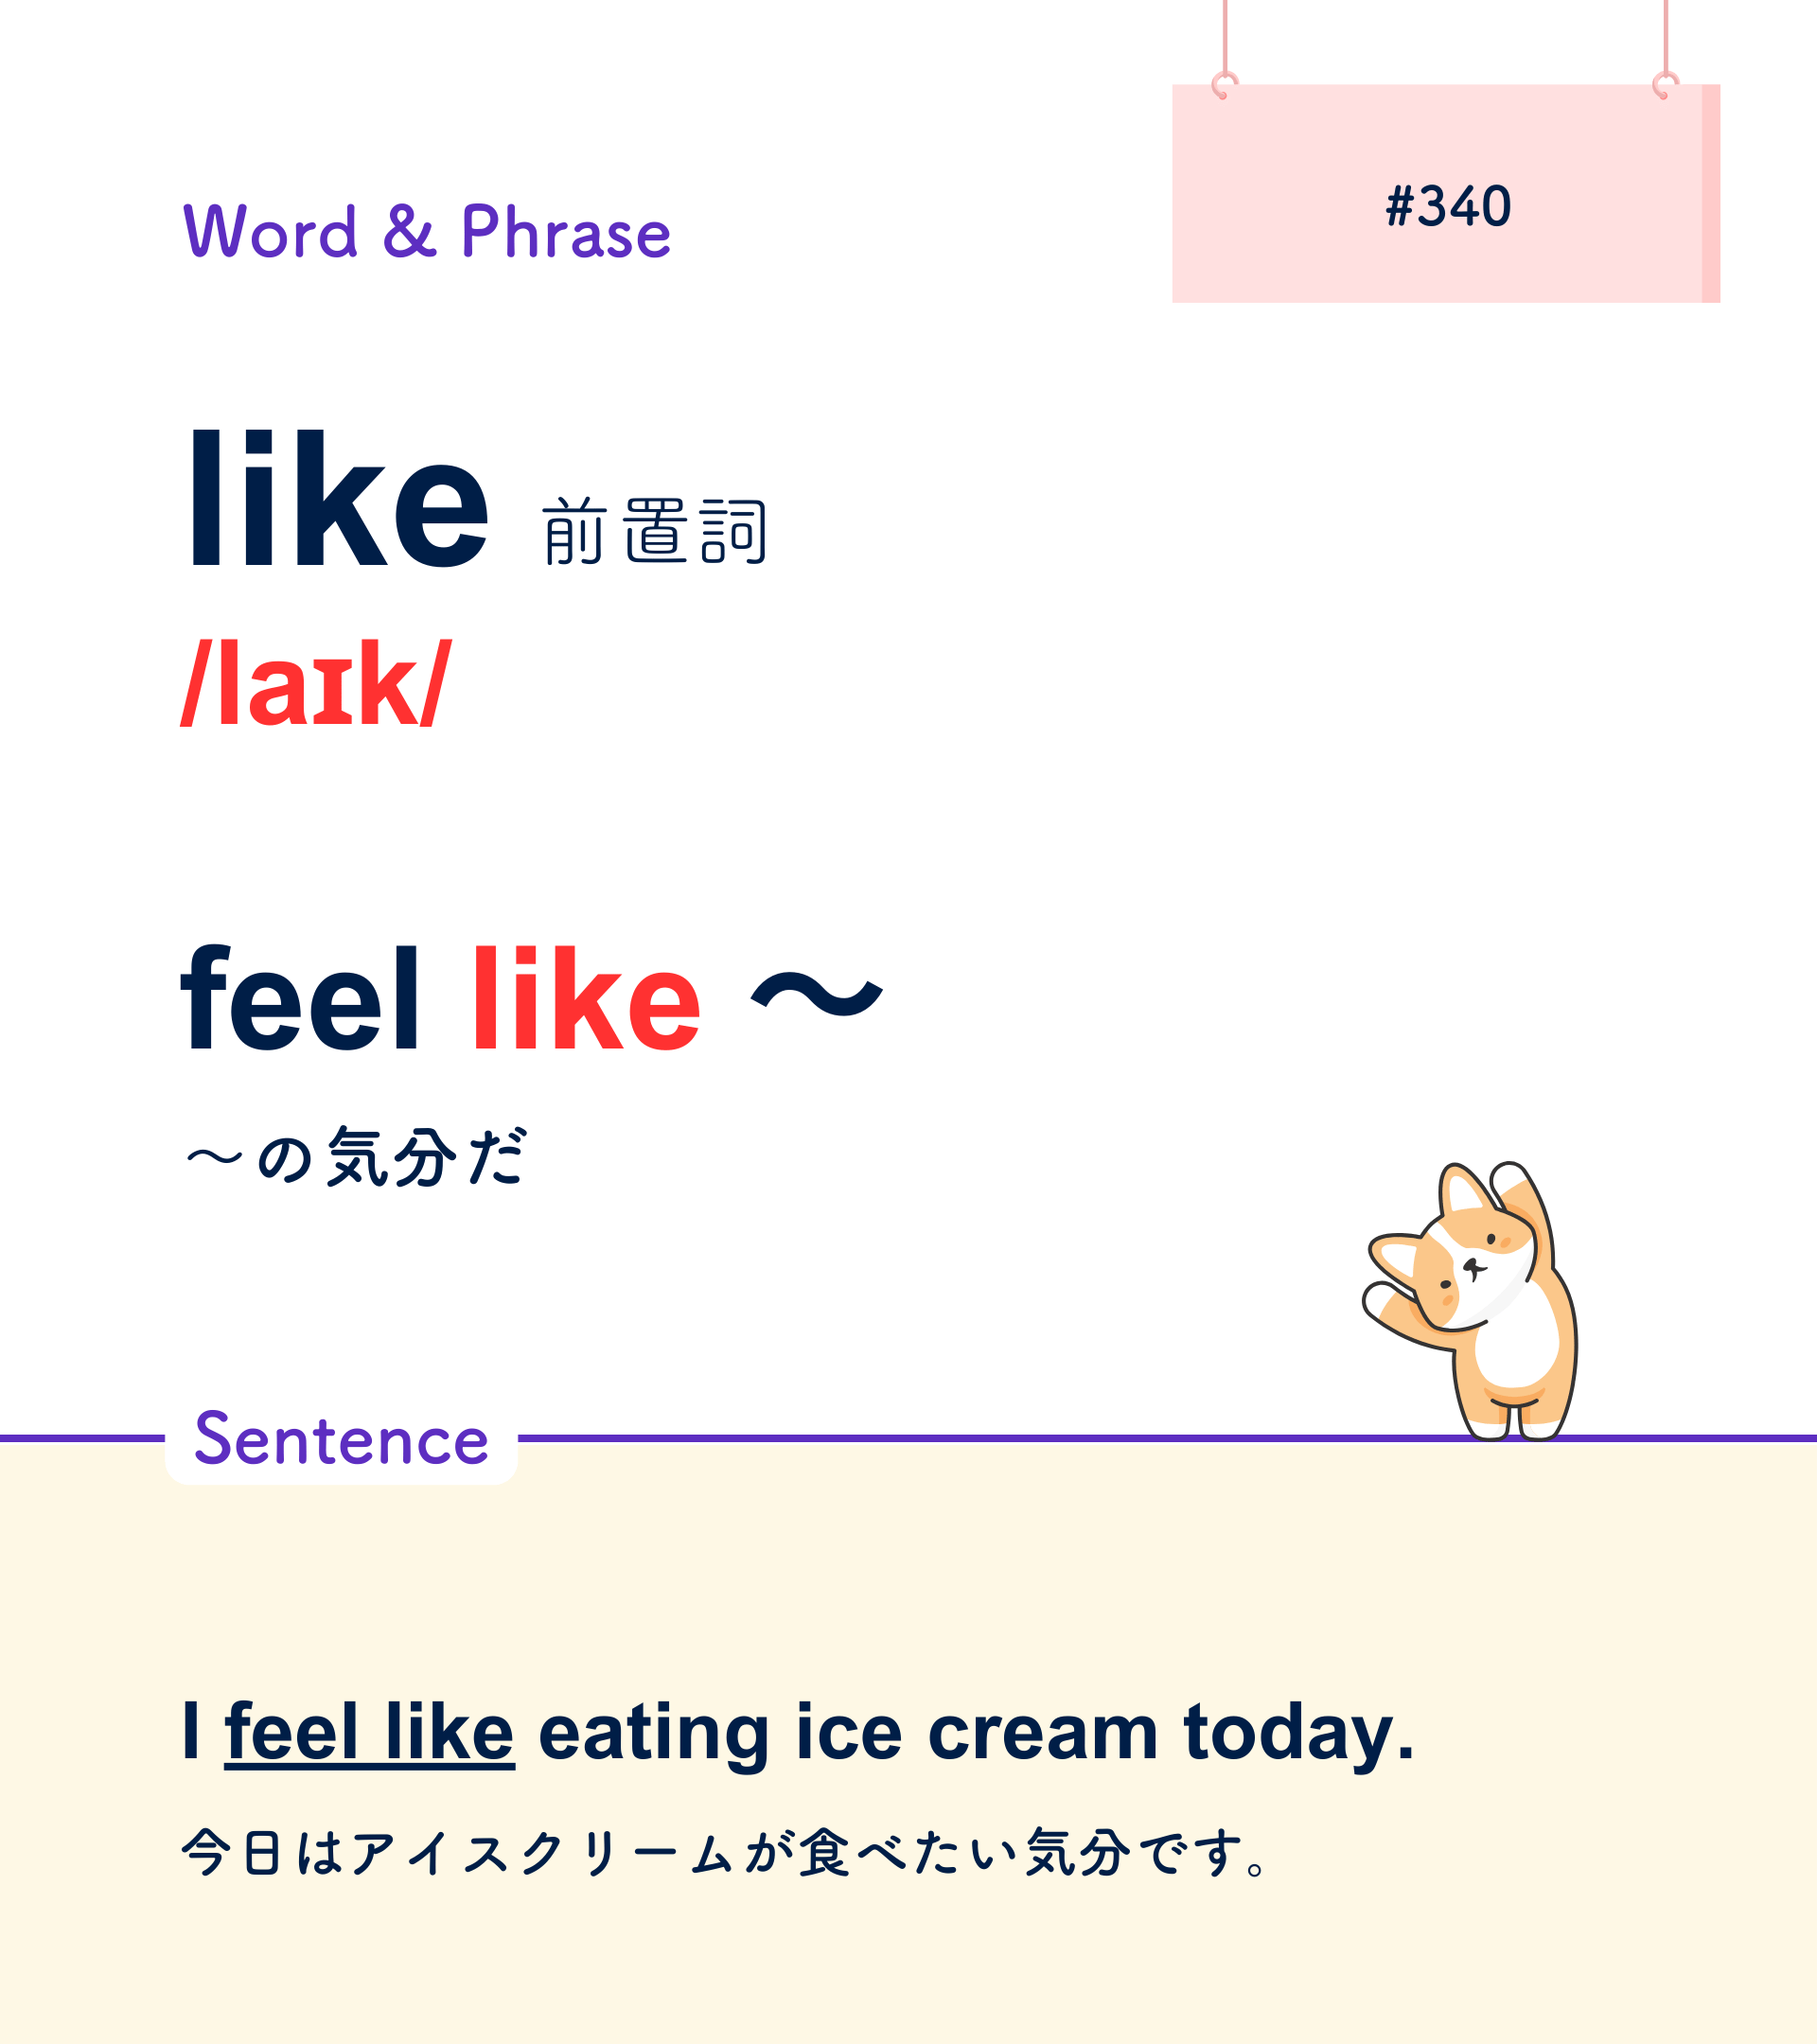 #340
Word & Phrase
like 前置詞
/laɪk/
feel like ～
～の気分だ
Sentence
I feel like eating ice cream today.
今日はアイスクリームが食べたい気分です。